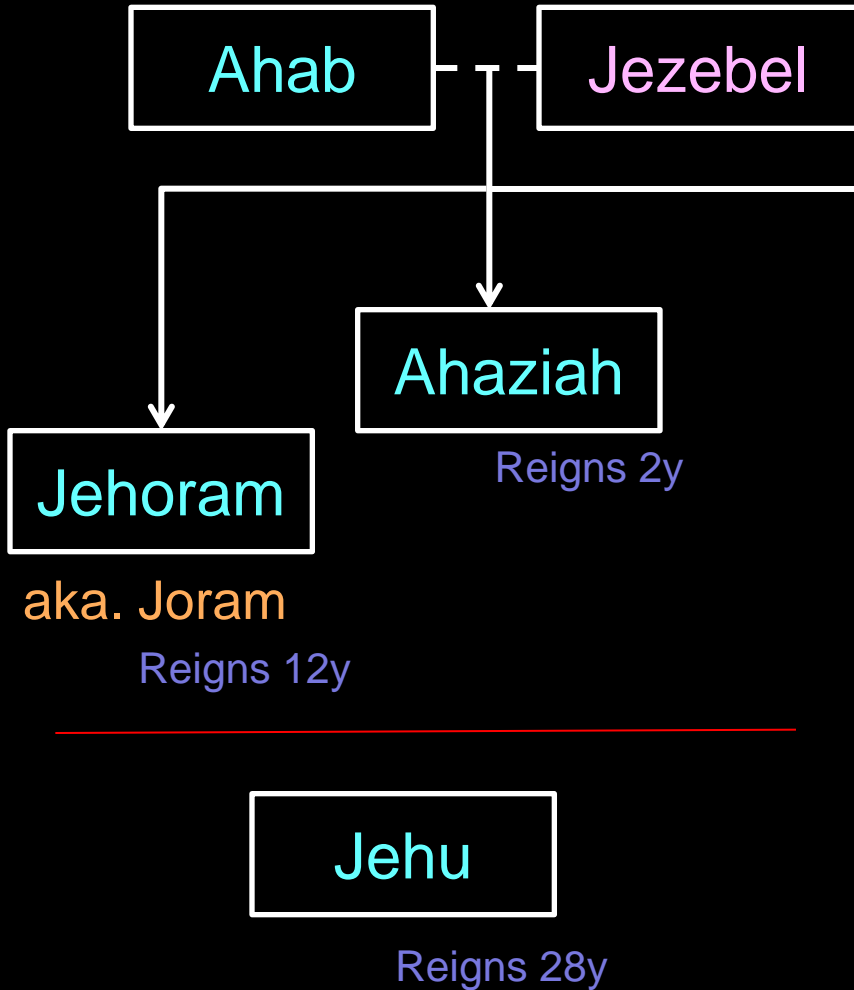 Ahab
Jezebel
Ahaziah
Reigns 2y
Jehoram
aka. Joram
Reigns 12y
Jehu
Reigns 28y